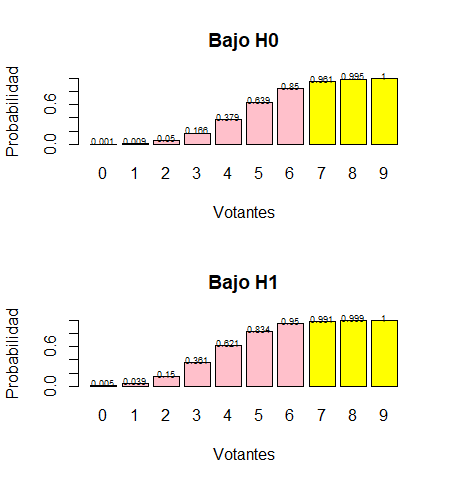 Bajo H0
Probabilidad
0.0 0.6
0.001 0.009 0.05 0.166 0.379 0.639 0.85 0.961 0.995 1
0 1 2 3 4 5 6 7 8 9
Votantes
Bajo H1
Probabilidad
0.0 0.6
0.005 0.039 0.15 0.361 0.621 0.834 0.95 0.991 0.999 1
0 1 2 3 4 5 6 7 8 9
Votantes